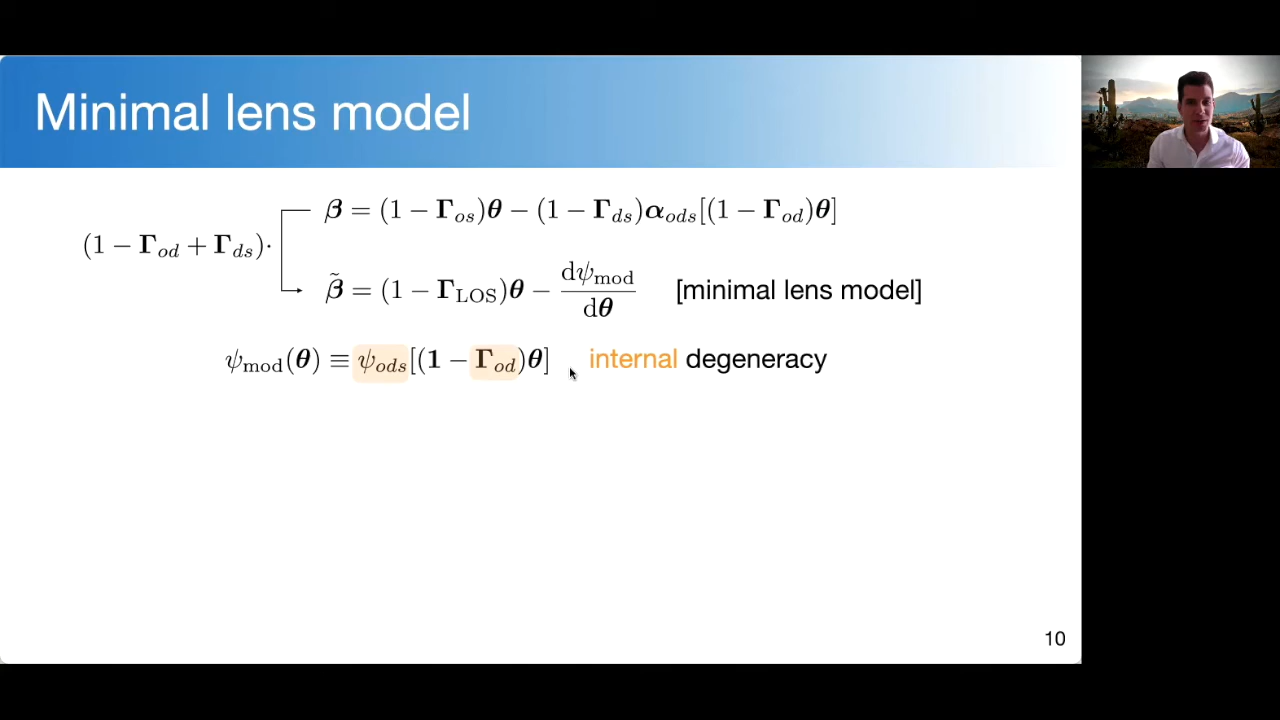 Minimal lens model
β = (1 − Γ_os)θ − (1 − Γ_ds)α_ods[(1 − Γ_od)θ]
(1 − Γ_od + Γ_ds)·
β̃ = (1 − Γ_LOS)θ − dψ_mod/dθ [minimal lens model]
ψ_mod(θ) ≡ ψ_ods[(1 − Γ_od)θ] internal degeneracy
10